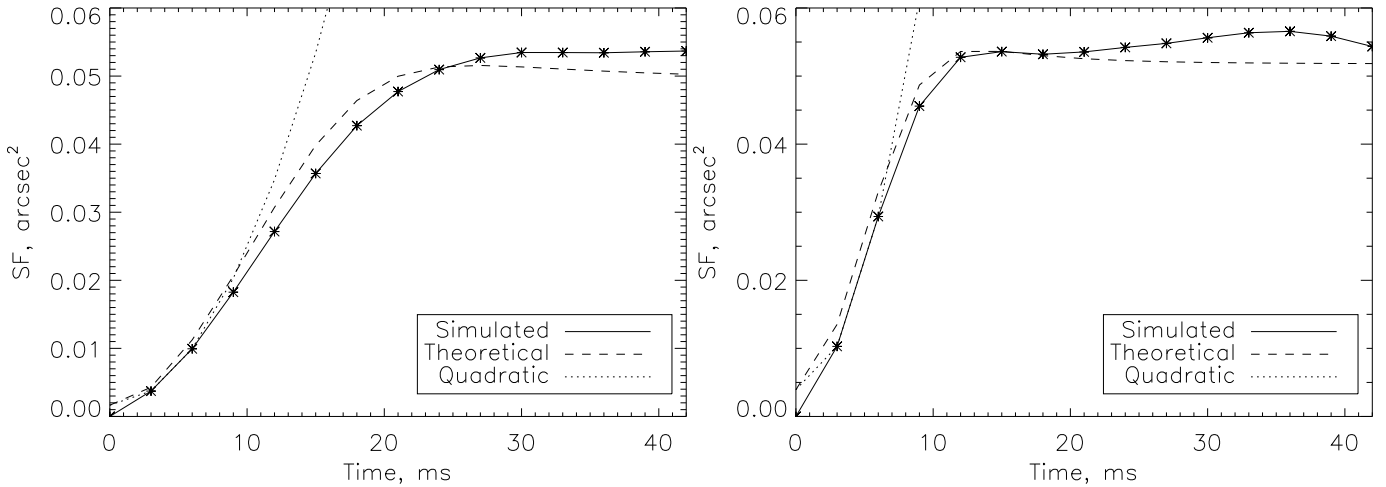 0.06
0.05
0.04
0.03
0.02
0.01
0.00
SF, arcsec²
Simulated
Theoretical
Quadratic
0 10 20 30 40
Time, ms
0.06
0.04
0.02
0.00
SF, arcsec²
Simulated
Theoretical
Quadratic
0 10 20 30 40
Time, ms